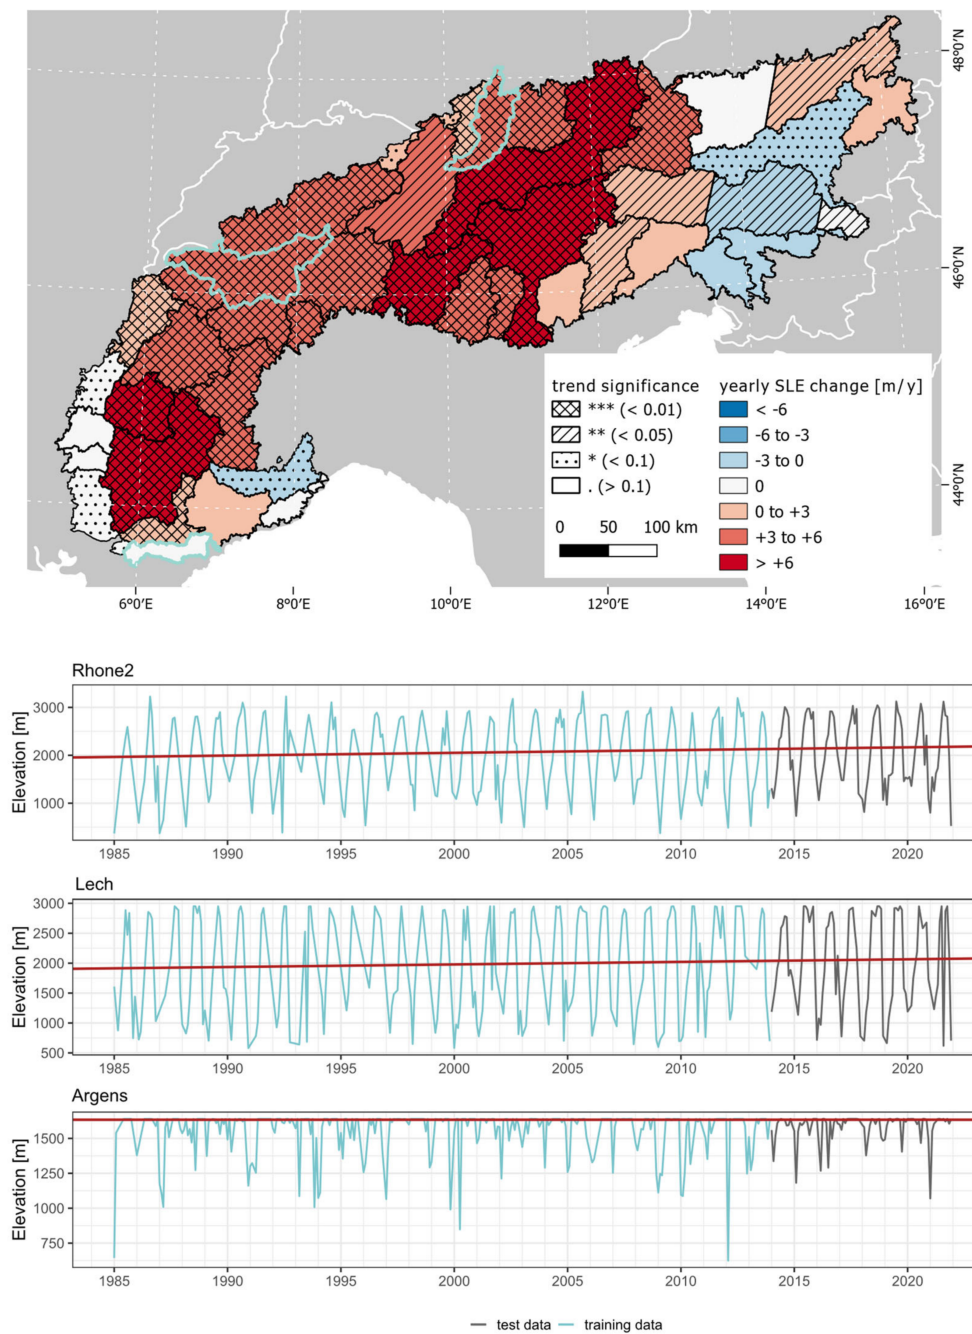 48°0'N
46°0'N
44°0'N
trend significance
*** (< 0.01)
** (< 0.05)
* (< 0.1)
. (> 0.1)
0 50 100 km
yearly SLE change [m/y]
< -6
-6 to -3
-3 to 0
0
0 to +3
+3 to +6
> +6
6°0'E 8°0'E 10°0'E 12°0'E 14°0'E 16°0'E
Rhone2
Elevation [m]
3000
2000
1000
1985 1990 1995 2000 2005 2010 2015 2020
Lech
Elevation [m]
3000
2500
2000
1500
1000
500
1985 1990 1995 2000 2005 2010 2015 2020
Argens
Elevation [m]
1500
1250
1000
750
1985 1990 1995 2000 2005 2010 2015 2020
test data training data